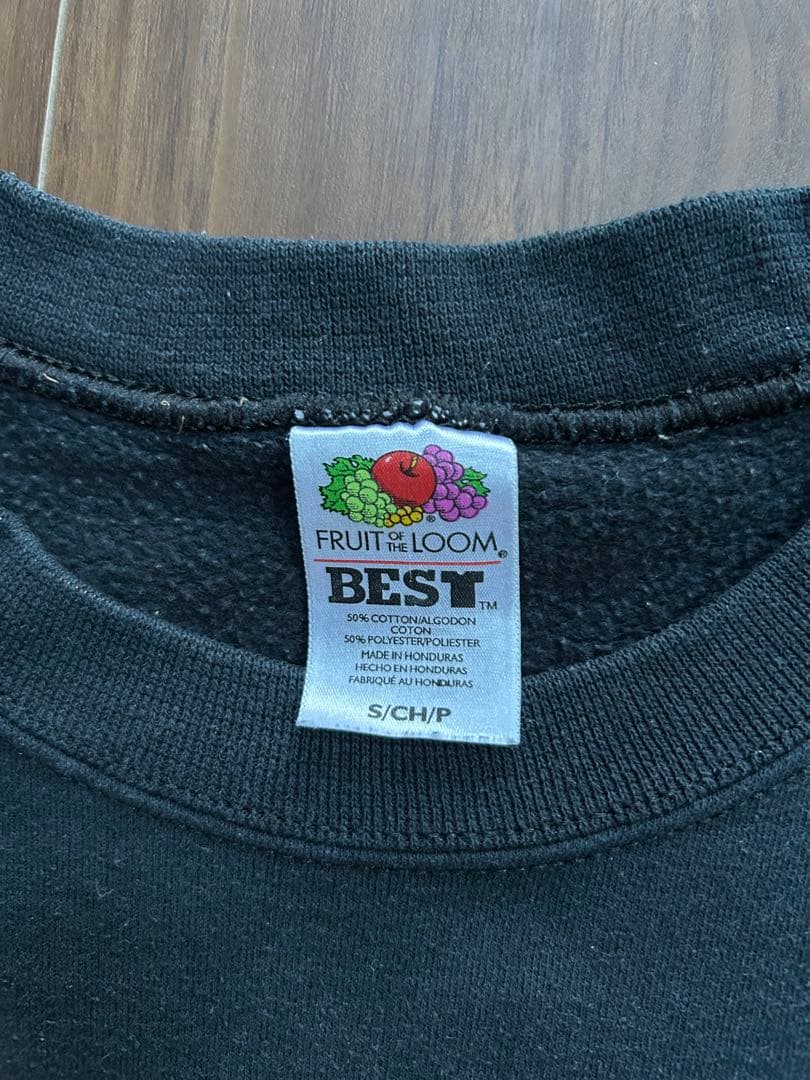 FRUIT OF THE LOOM®
BEST™
50% COTTON/ALGODON
COTON
50% POLYESTER/POLIESTER
MADE IN HONDURAS
HECHO EN HONDURAS
FABRIQUÉ AU HONDURAS
S/CH/P